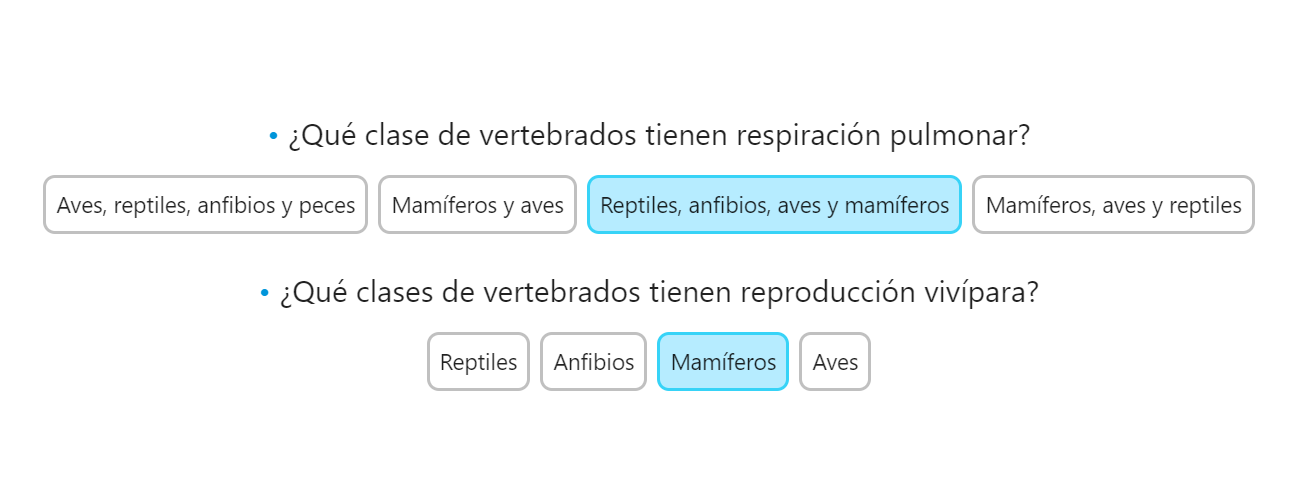 • ¿Qué clase de vertebrados tienen respiración pulmonar?
Aves, reptiles, anfibios y peces Mamíferos y aves Reptiles, anfibios, aves y mamíferos Mamíferos, aves y reptiles
• ¿Qué clases de vertebrados tienen reproducción vivípara?
Reptiles Anfibios Mamíferos Aves